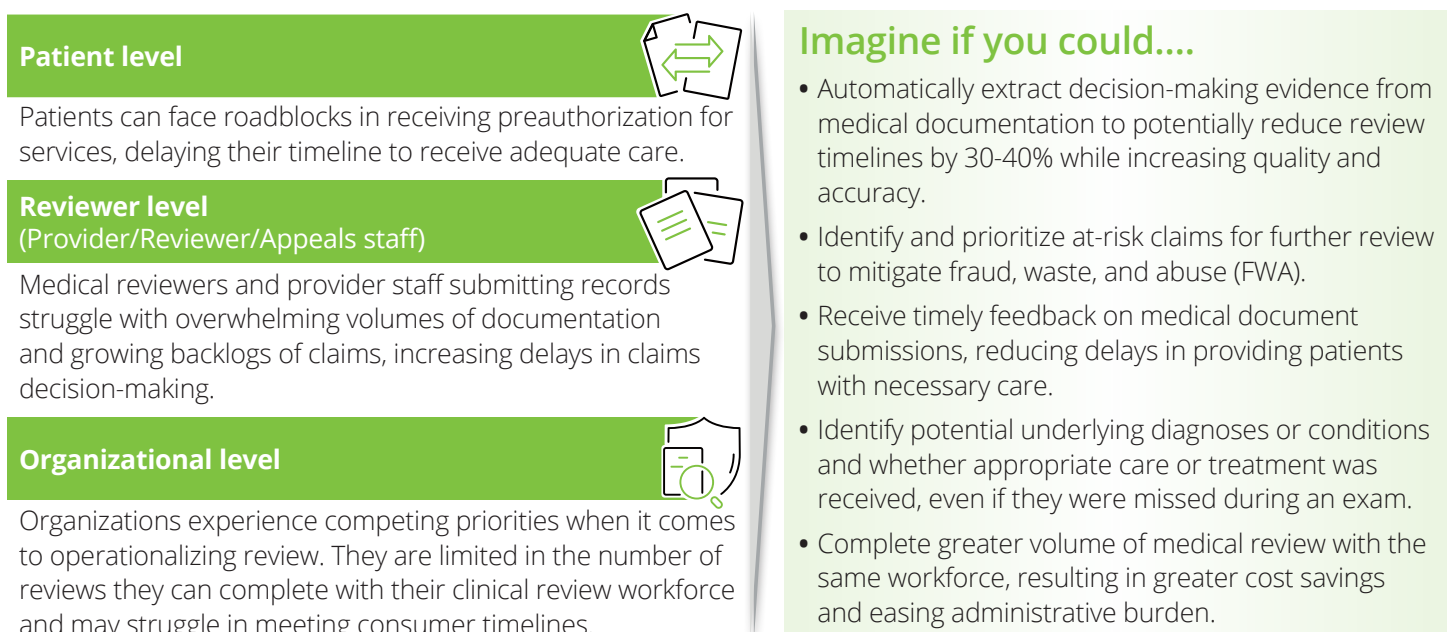 Patient level
Patients can face roadblocks in receiving preauthorization for
services, delaying their timeline to receive adequate care.
Reviewer level
(Provider/Reviewer/Appeals staff)
Medical reviewers and provider staff submitting records
struggle with overwhelming volumes of documentation
and growing backlogs of claims, increasing delays in claims
decision-making.
Organizational level
Organizations experience competing priorities when it comes
to operationalizing review. They are limited in the number of
reviews they can complete with their clinical review workforce
and may struggle in meeting consumer timelines
Imagine if you could....
• Automatically extract decision-making evidence from
medical documentation to potentially reduce review
timelines by 30-40% while increasing quality and
accuracy.
• Identify and prioritize at-risk claims for further review
to mitigate fraud, waste, and abuse (FWA).
• Receive timely feedback on medical document
submissions, reducing delays in providing patients
with necessary care.
• Identify potential underlying diagnoses or conditions
and whether appropriate care or treatment was
received, even if they were missed during an exam.
• Complete greater volume of medical review with the
same workforce, resulting in greater cost savings
and easing administrative burden.